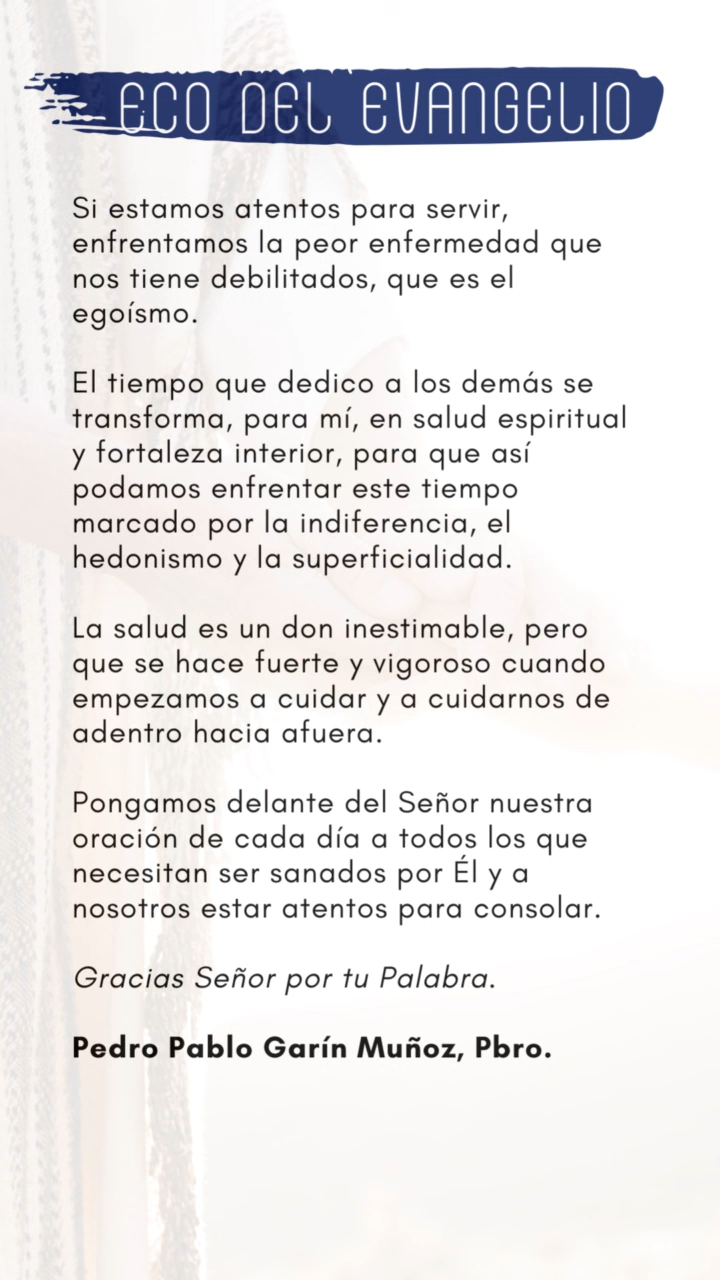 ECO DEL EVANGELIO
Si estamos atentos para servir,
enfrentamos la peor enfermedad que
nos tiene debilitados, que es el
egoísmo.
El tiempo que dedico a los demás se
transforma, para mí, en salud espiritual
y fortaleza interior, para que así
podamos enfrentar este tiempo
marcado por la indiferencia, el
hedonismo y la superficialidad.
La salud es un don inestimable, pero
que se hace fuerte y vigoroso cuando
empezamos a cuidar y a cuidarnos de
adentro hacia afuera.
Pongamos delante del Señor nuestra
oración de cada día a todos los que
necesitan ser sanados por Él y a
nosotros estar atentos para consolar.
Gracias Señor por tu Palabra.
Pedro Pablo Garín Muñoz, Pbro.